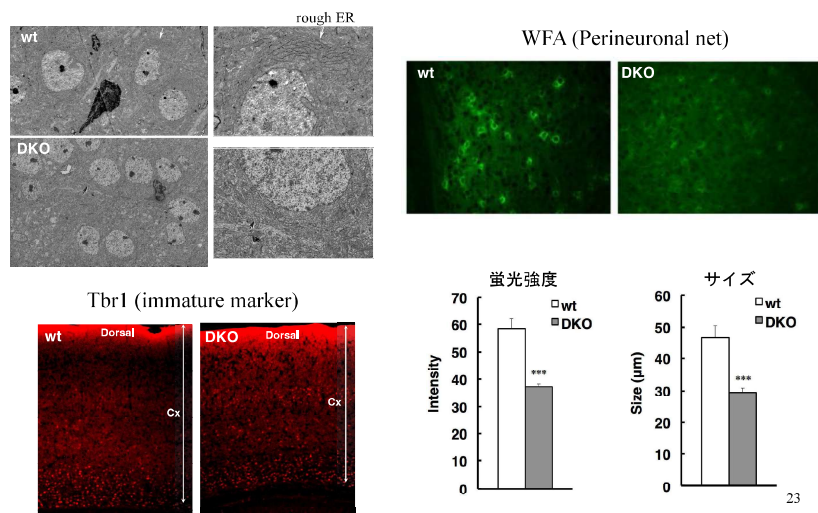 rough ER
wt
DKO
WFA (Perineuronal net)
wt
DKO
Tbr1 (immature marker)
wt
Dorsal
Cx
DKO
Dorsal
Cx
蛍光強度
70
60
50
40
30
20
10
0
Intensity
wt
DKO
***
サイズ
60
50
40
30
20
10
0
Size (μm)
wt
DKO
***
23